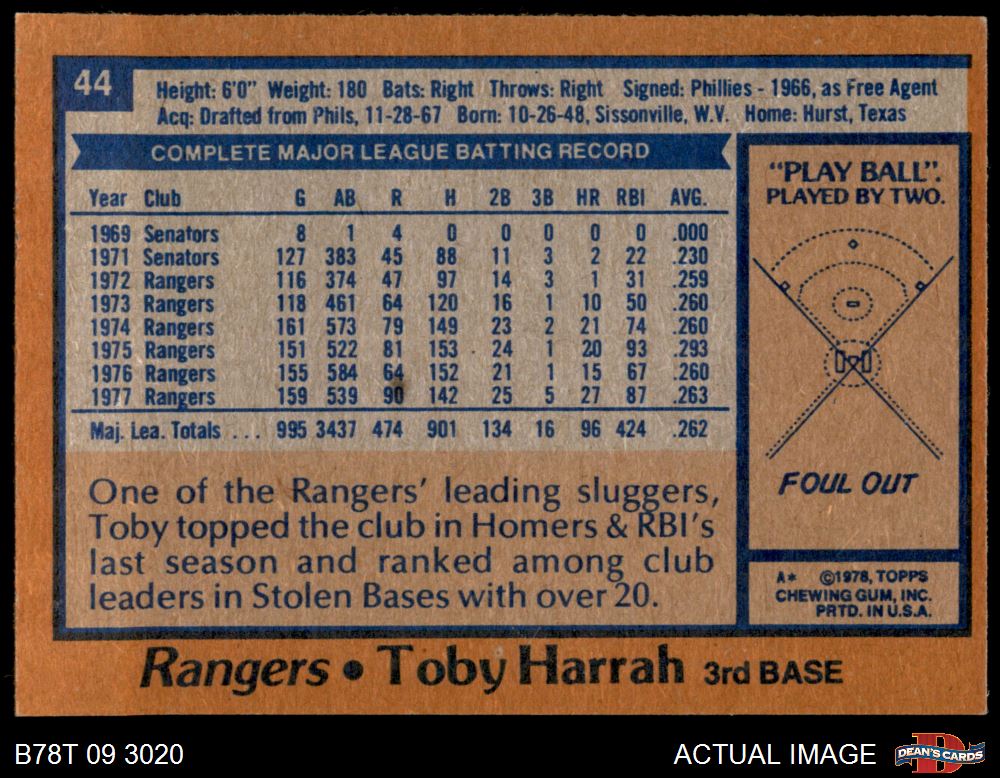 44
Height: 6'0" Weight: 180 Bats: Right Throws: Right Signed: Phillies - 1966, as Free Agent
Acq: Drafted from Phils, 11-28-67 Born: 10-26-48, Sissonville, W.V. Home: Hurst, Texas
COMPLETE MAJOR LEAGUE BATTING RECORD
Year Club G AB R H 2B 3B HR RBI AVG.
1969 Senators 8 1 4 0 0 0 0 0 .000
1971 Senators 127 383 45 88 11 3 2 22 .230
1972 Rangers 116 374 47 97 14 3 1 31 .259
1973 Rangers 118 461 64 120 16 1 10 50 .260
1974 Rangers 161 573 79 149 23 2 21 74 .260
1975 Rangers 151 522 81 153 24 1 20 93 .293
1976 Rangers 155 584 64 152 21 1 15 67 .260
1977 Rangers 159 539 90 142 25 5 27 87 .263
Maj. Lea. Totals ... 995 3437 474 901 134 16 96 424 .262
One of the Rangers' leading sluggers,
Toby topped the club in Homers & RBI's
last season and ranked among club
leaders in Stolen Bases with over 20.
"PLAY BALL".
PLAYED BY TWO.
FOUL OUT
A* ©1978, TOPPS
CHEWING GUM, INC.
PRTD. IN U.S.A.
Rangers • Toby Harrah 3rd BASE
B78T 09 3020
ACTUAL IMAGE
DEAN'S CARDS